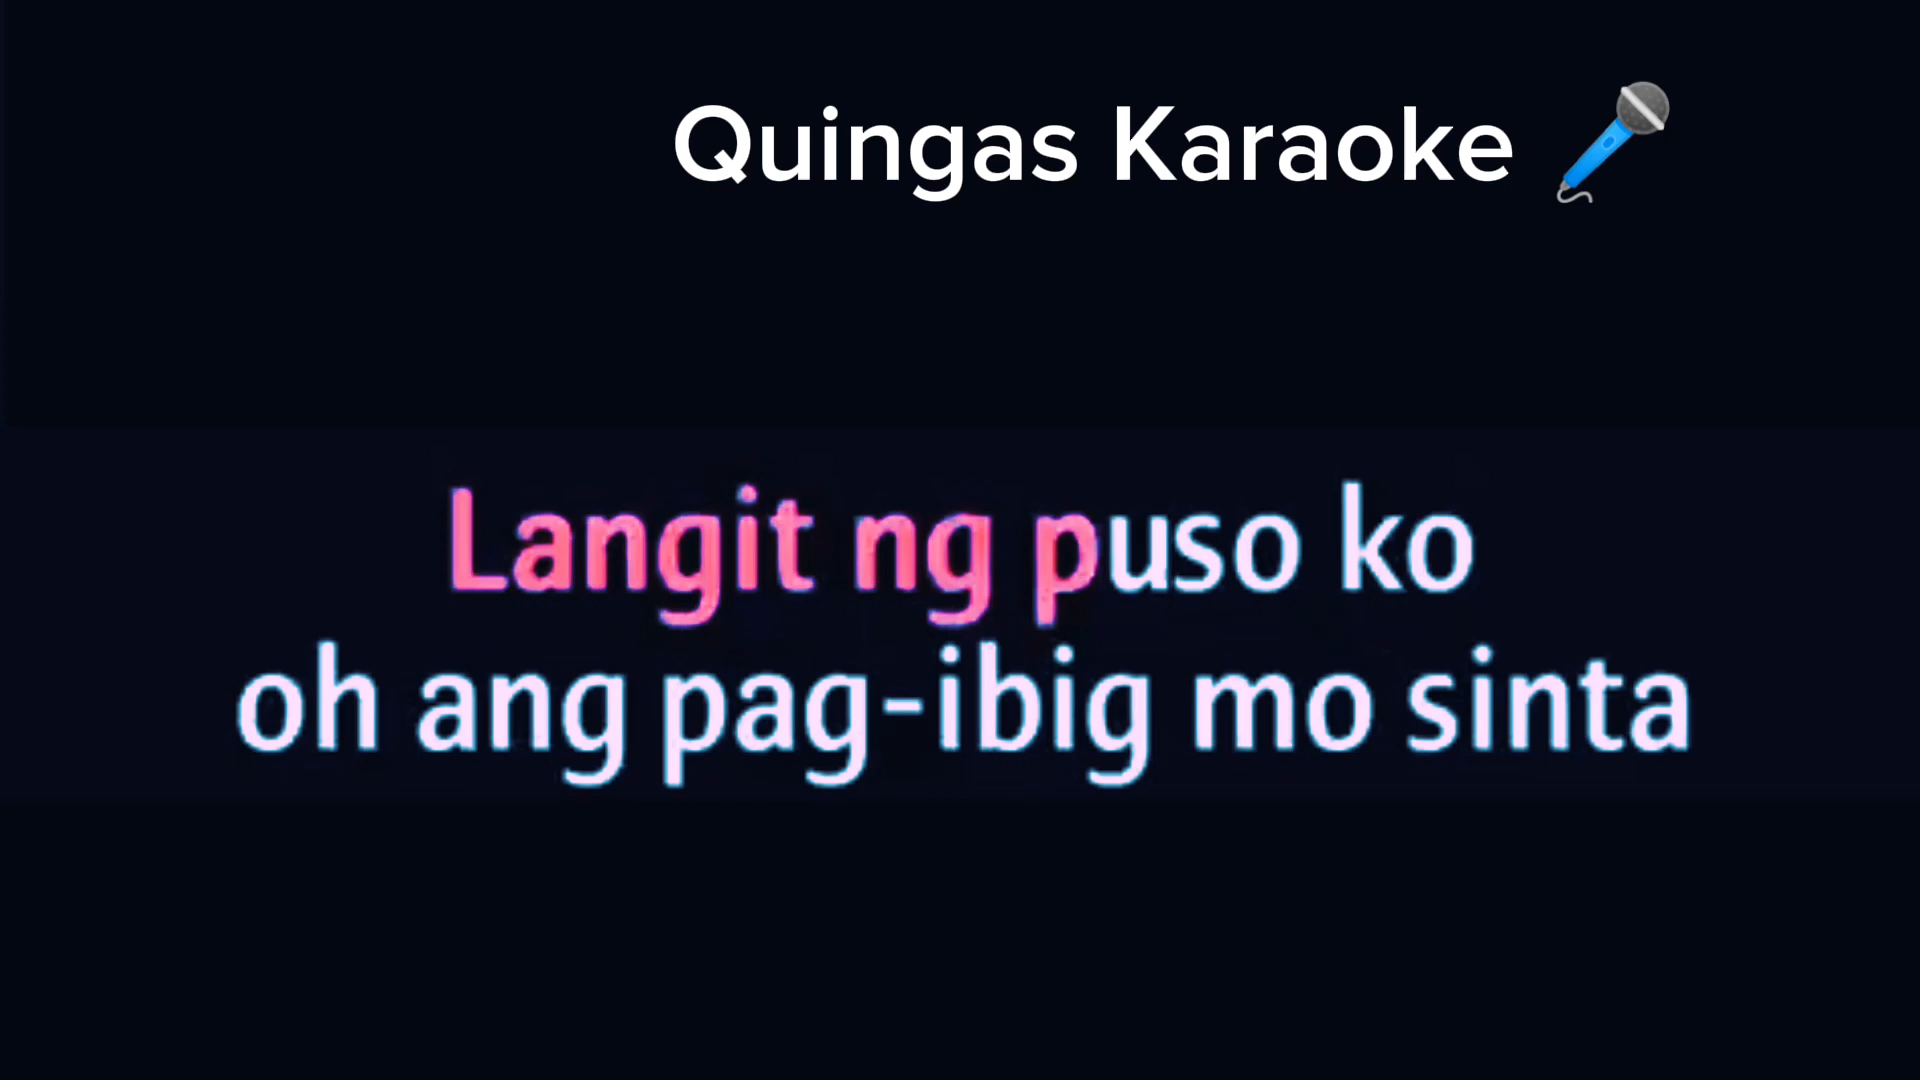 Quingas Karaoke 🎤
Langit ng puso ko
oh ang pag-ibig mo sinta